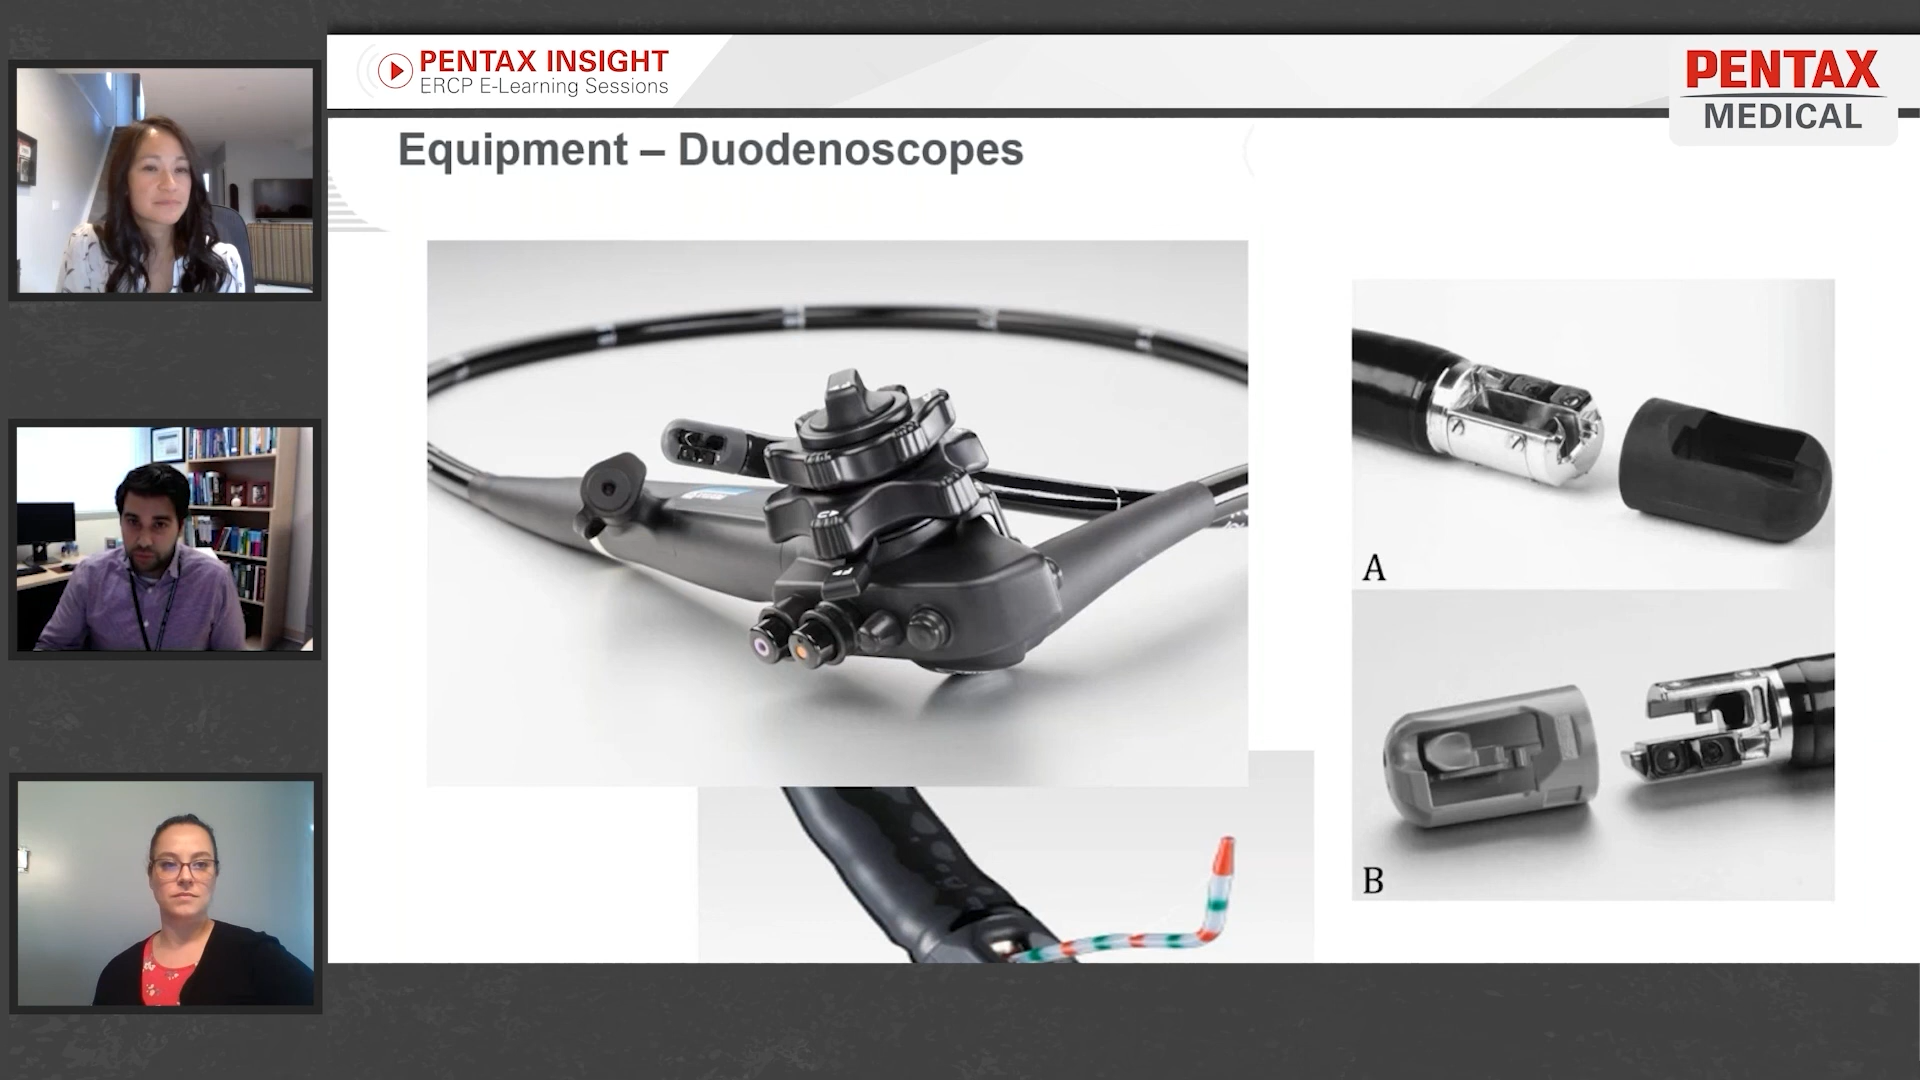 PENTAX INSIGHT
ERCP E-Learning Sessions
PENTAX
MEDICAL
Equipment – Duodenoscopes
A
B